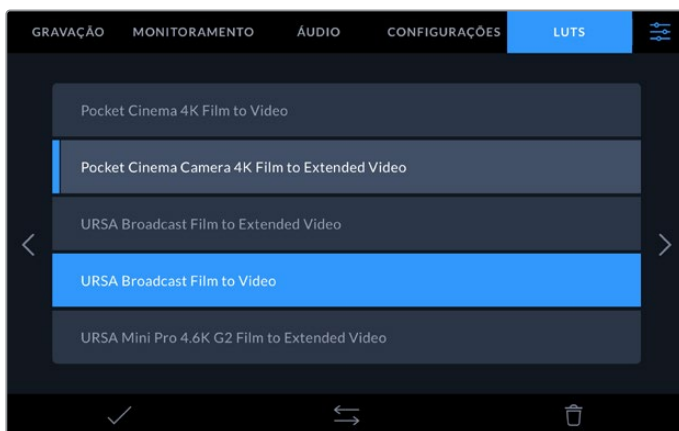 GRAVAÇÃO MONITORAMENTO ÁUDIO CONFIGURAÇÕES LUTS
Pocket Cinema 4K Film to Video
Pocket Cinema Camera 4K Film to Extended Video
URSA Broadcast Film to Extended Video
URSA Broadcast Film to Video
URSA Mini Pro 4.6K G2 Film to Extended Video